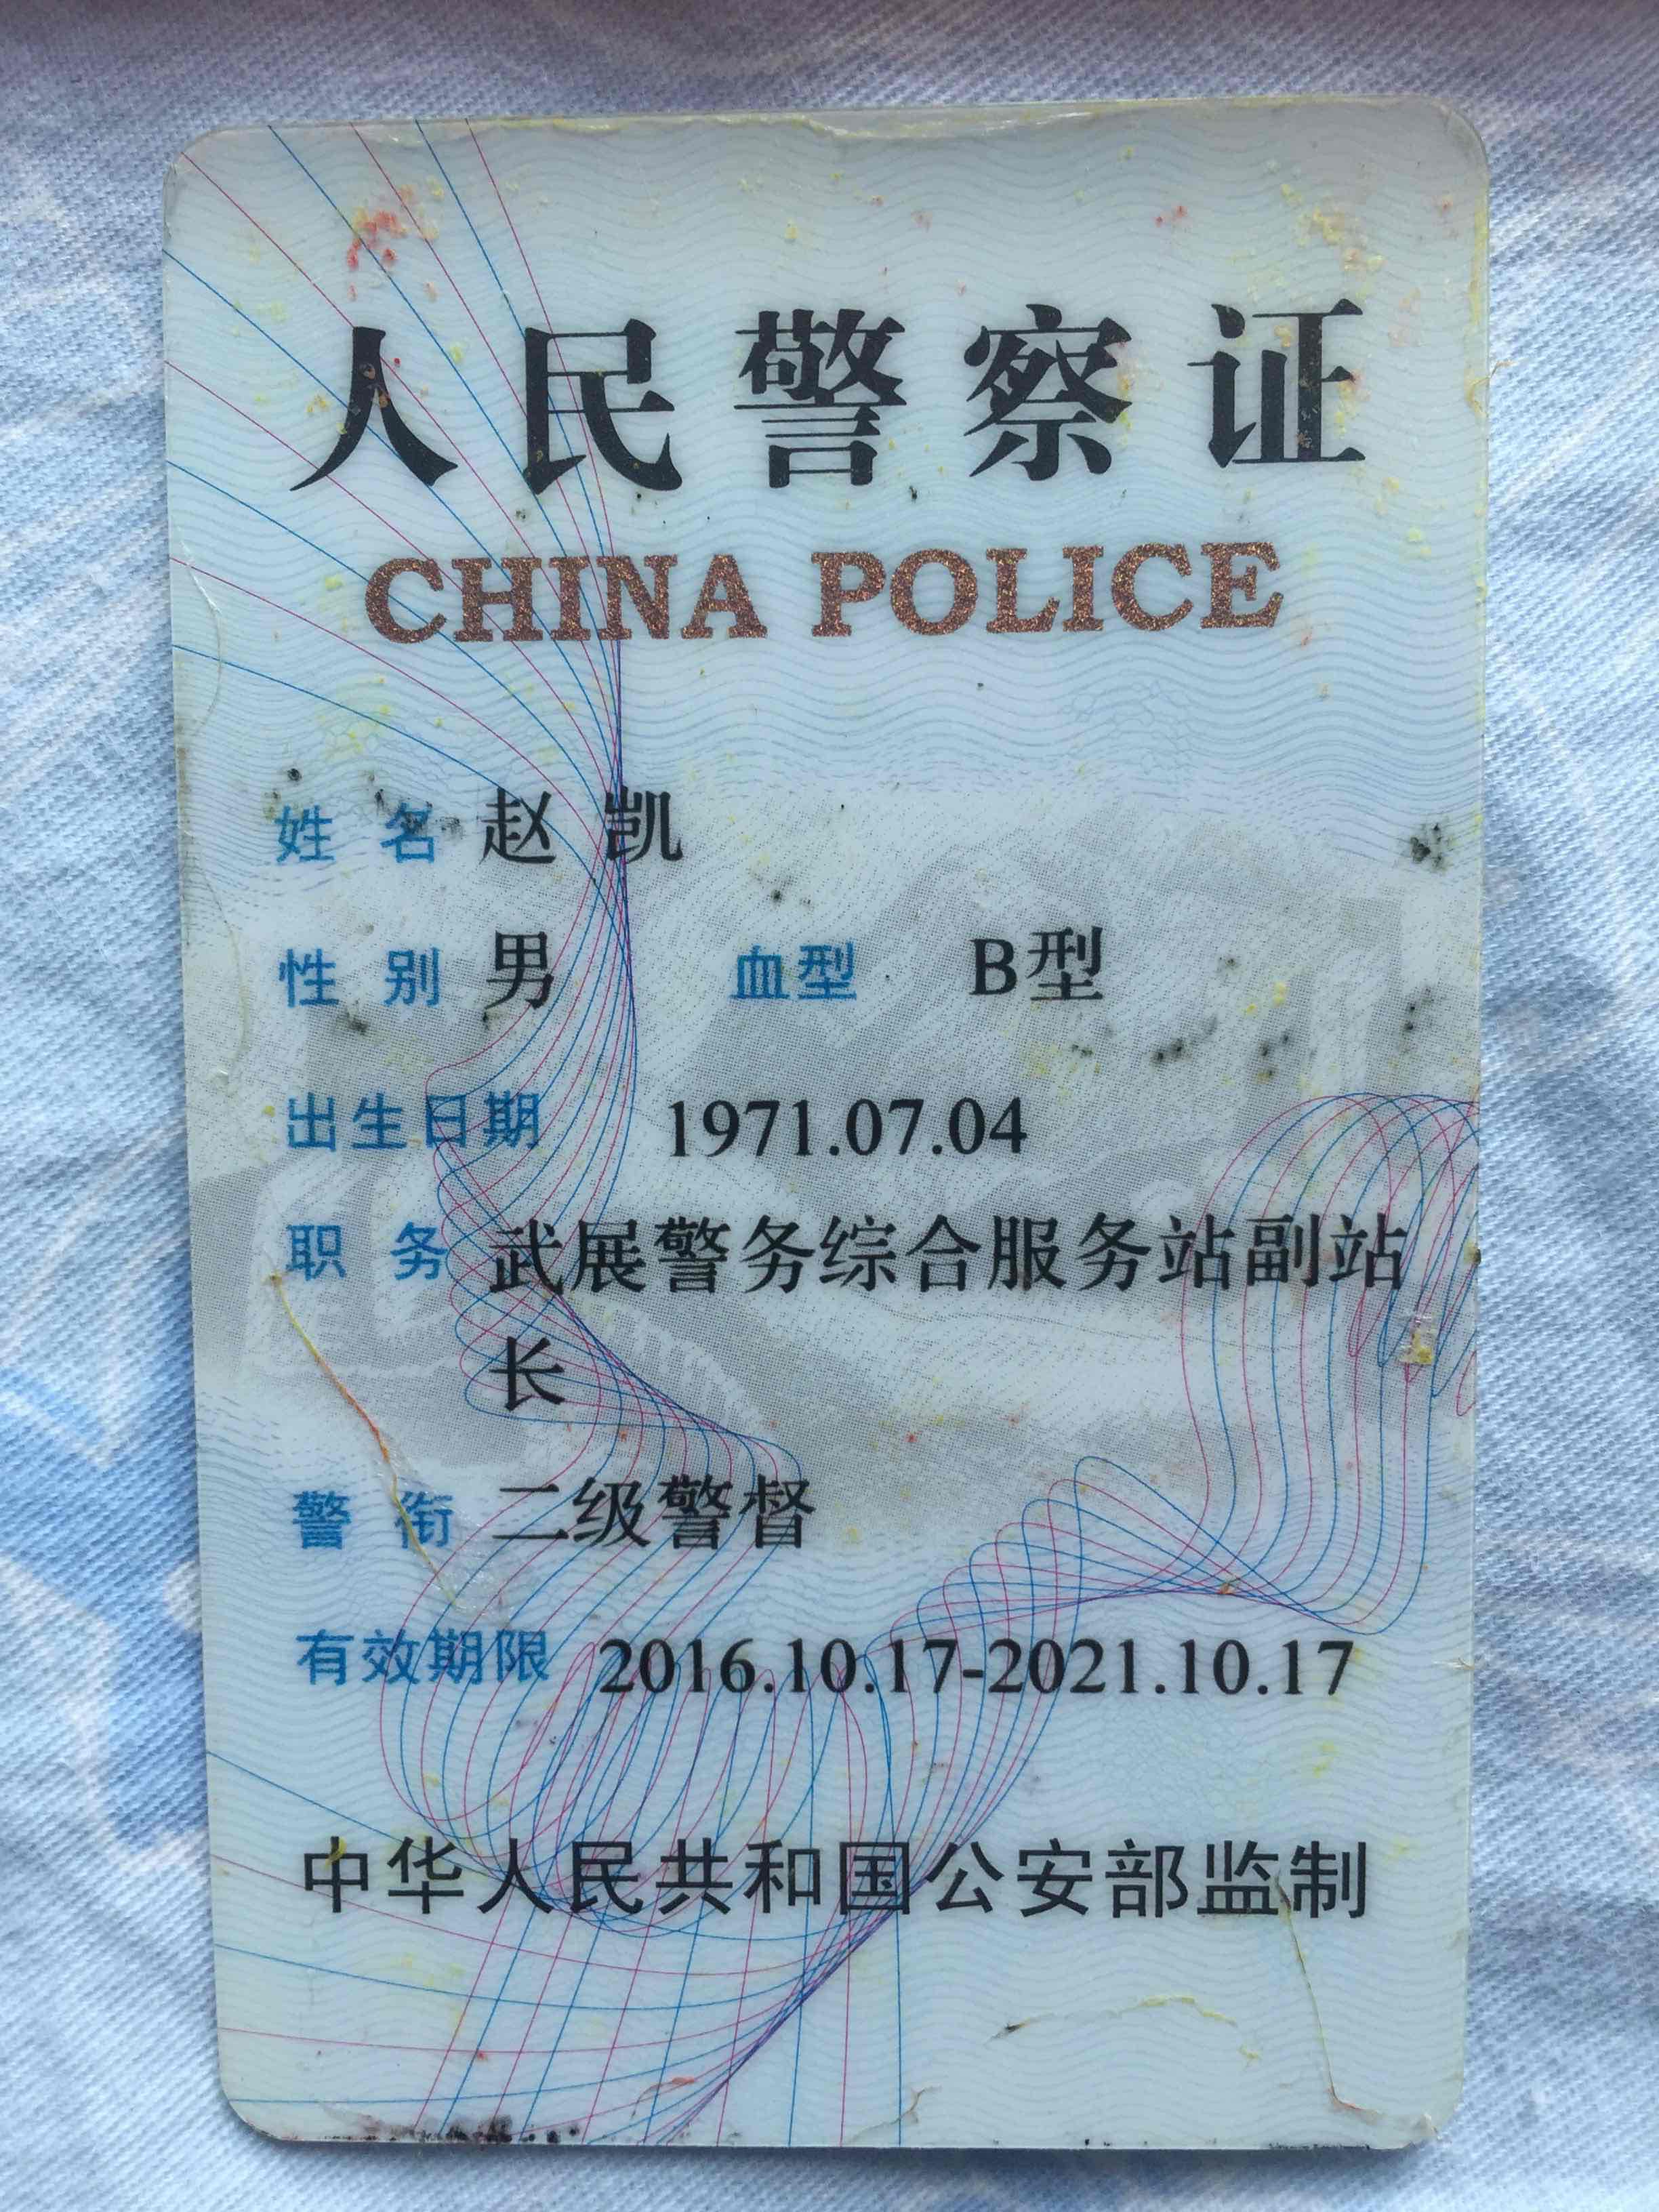 人民警察证
CHINA POLICE
姓 名 赵 凯
性 别 男 血型 B型
出生日期 1971.07.04
职 务 武展警务综合服务站副站
长
警 衔 二级警督
有效期限 2016.10.17-2021.10.17
中华人民共和国公安部监制